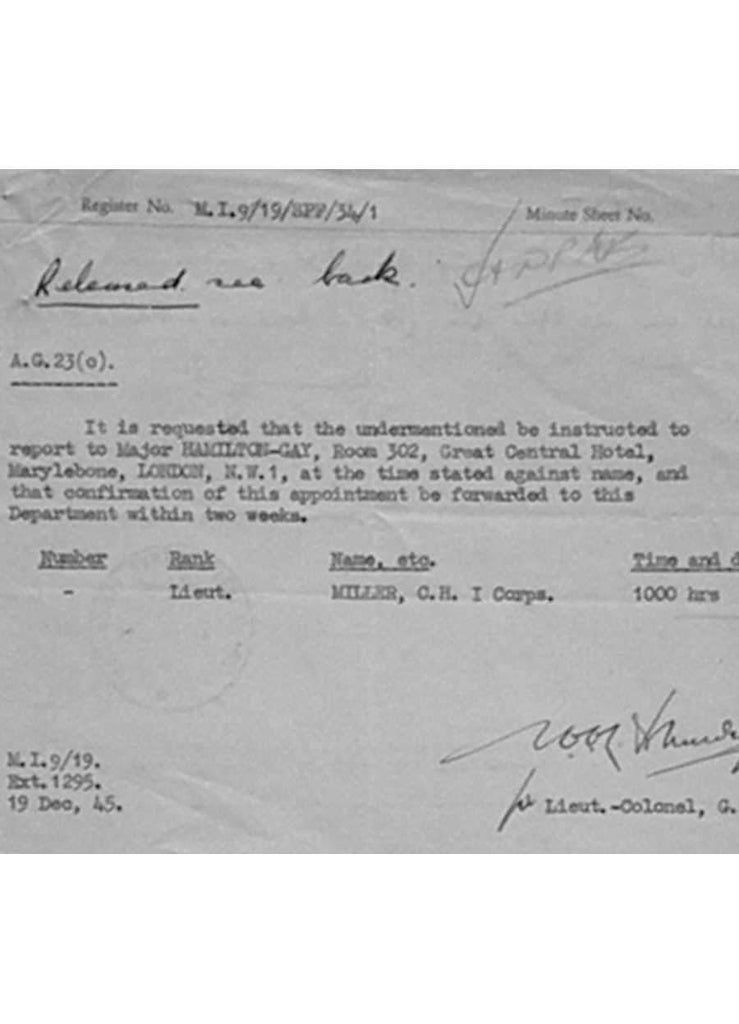 Register No. M.I.9/19/SPP/34/1 Minute Sheet No.
Released see back.
A.G.23(o).
It is requested that the undermentioned be instructed to
report to Major HAMILTON-GAY, Room 302, Great Central Hotel,
Marylebone, LONDON, N.W.1, at the time stated against name, and
that confirmation of this appointment be forwarded to this
Department within two weeks.
Number Rank Name, etc. Time and d
- Lieut. MILLER, C.H. I Corps. 1000 hrs
M.I.9/19.
Ext.1295.
19 Dec, 45.
for Lieut.-Colonel, G.